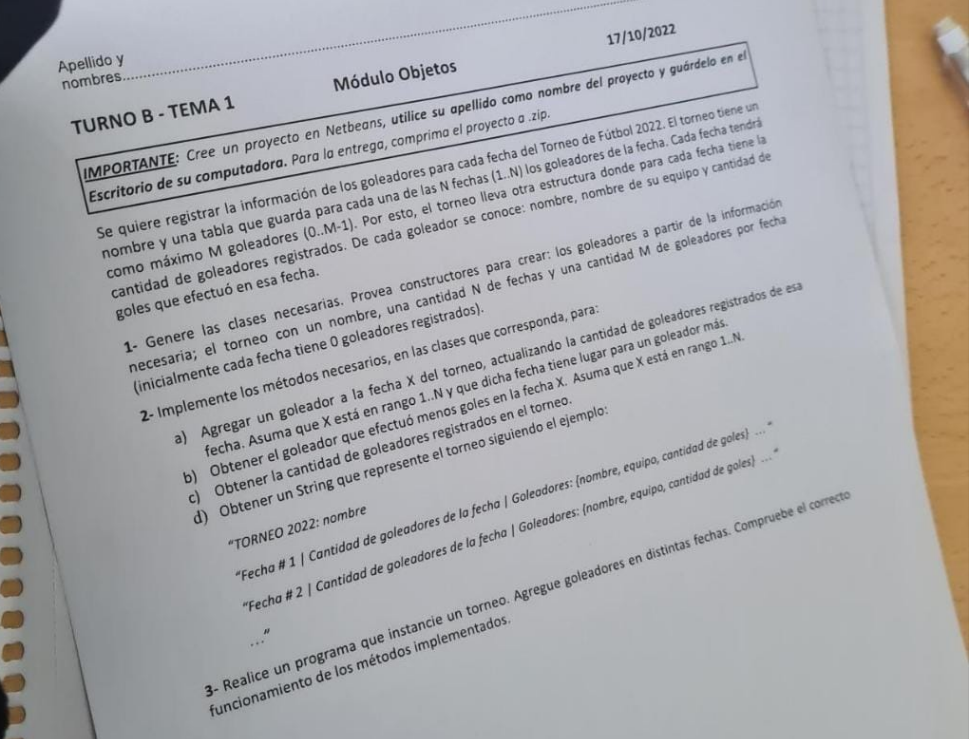 Apellido y
nombres........................................................................................
17/10/2022
TURNO B - TEMA 1
Módulo Objetos
IMPORTANTE: Cree un proyecto en Netbeans, utilice su apellido como nombre del proyecto y guárdelo en el
Escritorio de su computadora. Para la entrega, comprima el proyecto a .zip.
Se quiere registrar la información de los goleadores para cada fecha del Torneo de Fútbol 2022. El torneo tiene un
nombre y una tabla que guarda para cada una de las N fechas (1..N) los goleadores de la fecha. Cada fecha tendrá
como máximo M goleadores (0..M-1). Por esto, el torneo lleva otra estructura donde para cada fecha tiene la
cantidad de goleadores registrados. De cada goleador se conoce: nombre, nombre de su equipo y cantidad de
goles que efectuó en esa fecha.
1- Genere las clases necesarias. Provea constructores para crear: los goleadores a partir de la información
necesaria; el torneo con un nombre, una cantidad N de fechas y una cantidad M de goleadores por fecha
(inicialmente cada fecha tiene 0 goleadores registrados).
2- Implemente los métodos necesarios, en las clases que corresponda, para:
a) Agregar un goleador a la fecha X del torneo, actualizando la cantidad de goleadores registrados de esa
fecha. Asuma que X está en rango 1..N y que dicha fecha tiene lugar para un goleador más.
b) Obtener el goleador que efectuó menos goles en la fecha X. Asuma que X está en rango 1..N.
c) Obtener la cantidad de goleadores registrados en el torneo.
d) Obtener un String que represente el torneo siguiendo el ejemplo:
"TORNEO 2022: nombre
"Fecha # 1 | Cantidad de goleadores de la fecha | Goleadores: {nombre, equipo, cantidad de goles} ... "
"Fecha # 2 | Cantidad de goleadores de la fecha | Goleadores: {nombre, equipo, cantidad de goles} ... "
..."
3- Realice un programa que instancie un torneo. Agregue goleadores en distintas fechas. Compruebe el correcto
funcionamiento de los métodos implementados.